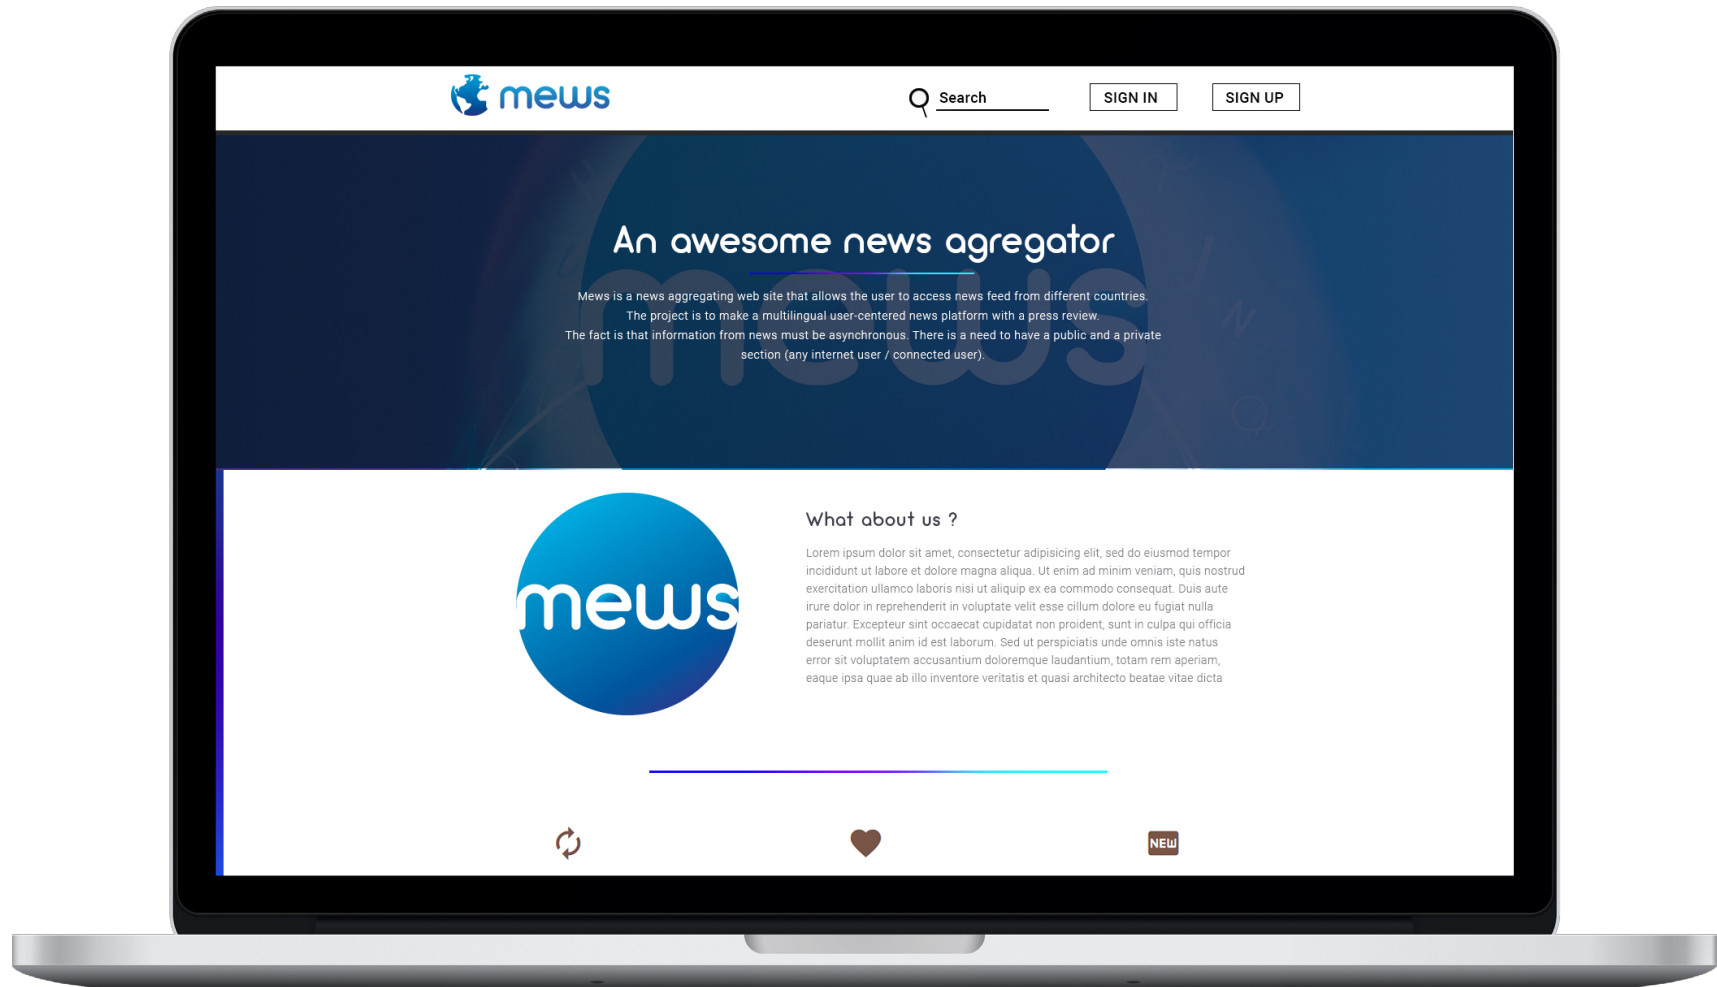 mews
Search
SIGN IN
SIGN UP
An awesome news agregator
mews
Mews is a news aggregating web site that allows the user to access news feed from different countries.
The project is to make a multilingual user-centered news platform with a press review.
The fact is that information from news must be asynchronous. There is a need to have a public and a private
section (any internet user / connected user).
mews
What about us ?
Lorem ipsum dolor sit amet, consectetur adipisicing elit, sed do eiusmod tempor
incididunt ut labore et dolore magna aliqua. Ut enim ad minim veniam, quis nostrud
exercitation ullamco laboris nisi ut aliquip ex ea commodo consequat. Duis aute
irure dolor in reprehenderit in voluptate velit esse cillum dolore eu fugiat nulla
pariatur. Excepteur sint occaecat cupidatat non proident, sunt in culpa qui officia
deserunt mollit anim id est laborum. Sed ut perspiciatis unde omnis iste natus
error sit voluptatem accusantium doloremque laudantium, totam rem aperiam,
eaque ipsa quae ab illo inventore veritatis et quasi architecto beatae vitae dicta
NEW